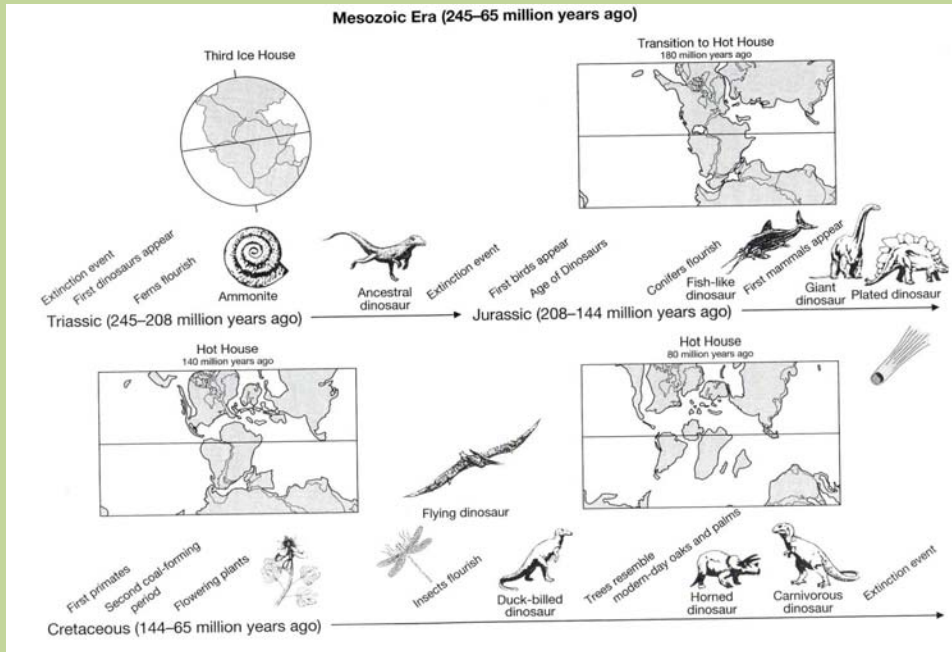 Mesozoic Era (245–65 million years ago)
Third Ice House
Transition to Hot House
180 million years ago
Extinction event
First dinosaurs appear
Ferns flourish
Ammonite
Ancestral
dinosaur
Extinction event
First birds appear
Age of Dinosaurs
Conifers flourish
Fish-like
dinosaur
First mammals appear
Giant
dinosaur
Plated dinosaur
Triassic (245–208 million years ago)
Jurassic (208–144 million years ago)
Hot House
140 million years ago
Hot House
80 million years ago
Flying dinosaur
First primates
Second coal-forming
period
Flowering plants
Insects flourish
Duck-billed
dinosaur
Trees resemble
modern-day oaks and palms
Horned
dinosaur
Carnivorous
dinosaur
Extinction event
Cretaceous (144–65 million years ago)